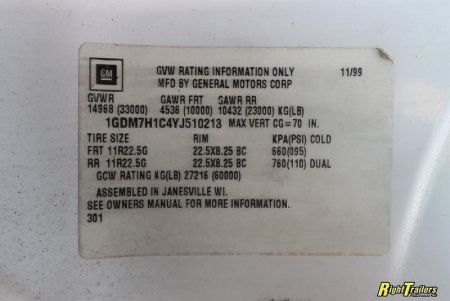 GM
GVW RATING INFORMATION ONLY 11/99
MFD BY GENERAL MOTORS CORP
GVWR GAWR FRT GAWR RR
14968 (33000) 4536 (10000) 10432 (23000) KG(LB)
1GDM7H1C4YJ510213 MAX VERT CG=70 IN.
TIRE SIZE RIM KPA(PSI) COLD
FRT 11R22.5G 22.5X8.25 BC 660(095)
RR 11R22.5G 22.5X8.25 BC 760(110) DUAL
GCW RATING KG(LB) 27216 (60000)
ASSEMBLED IN JANESVILLE WI.
SEE OWNERS MANUAL FOR MORE INFORMATION.
301
RightTrailers